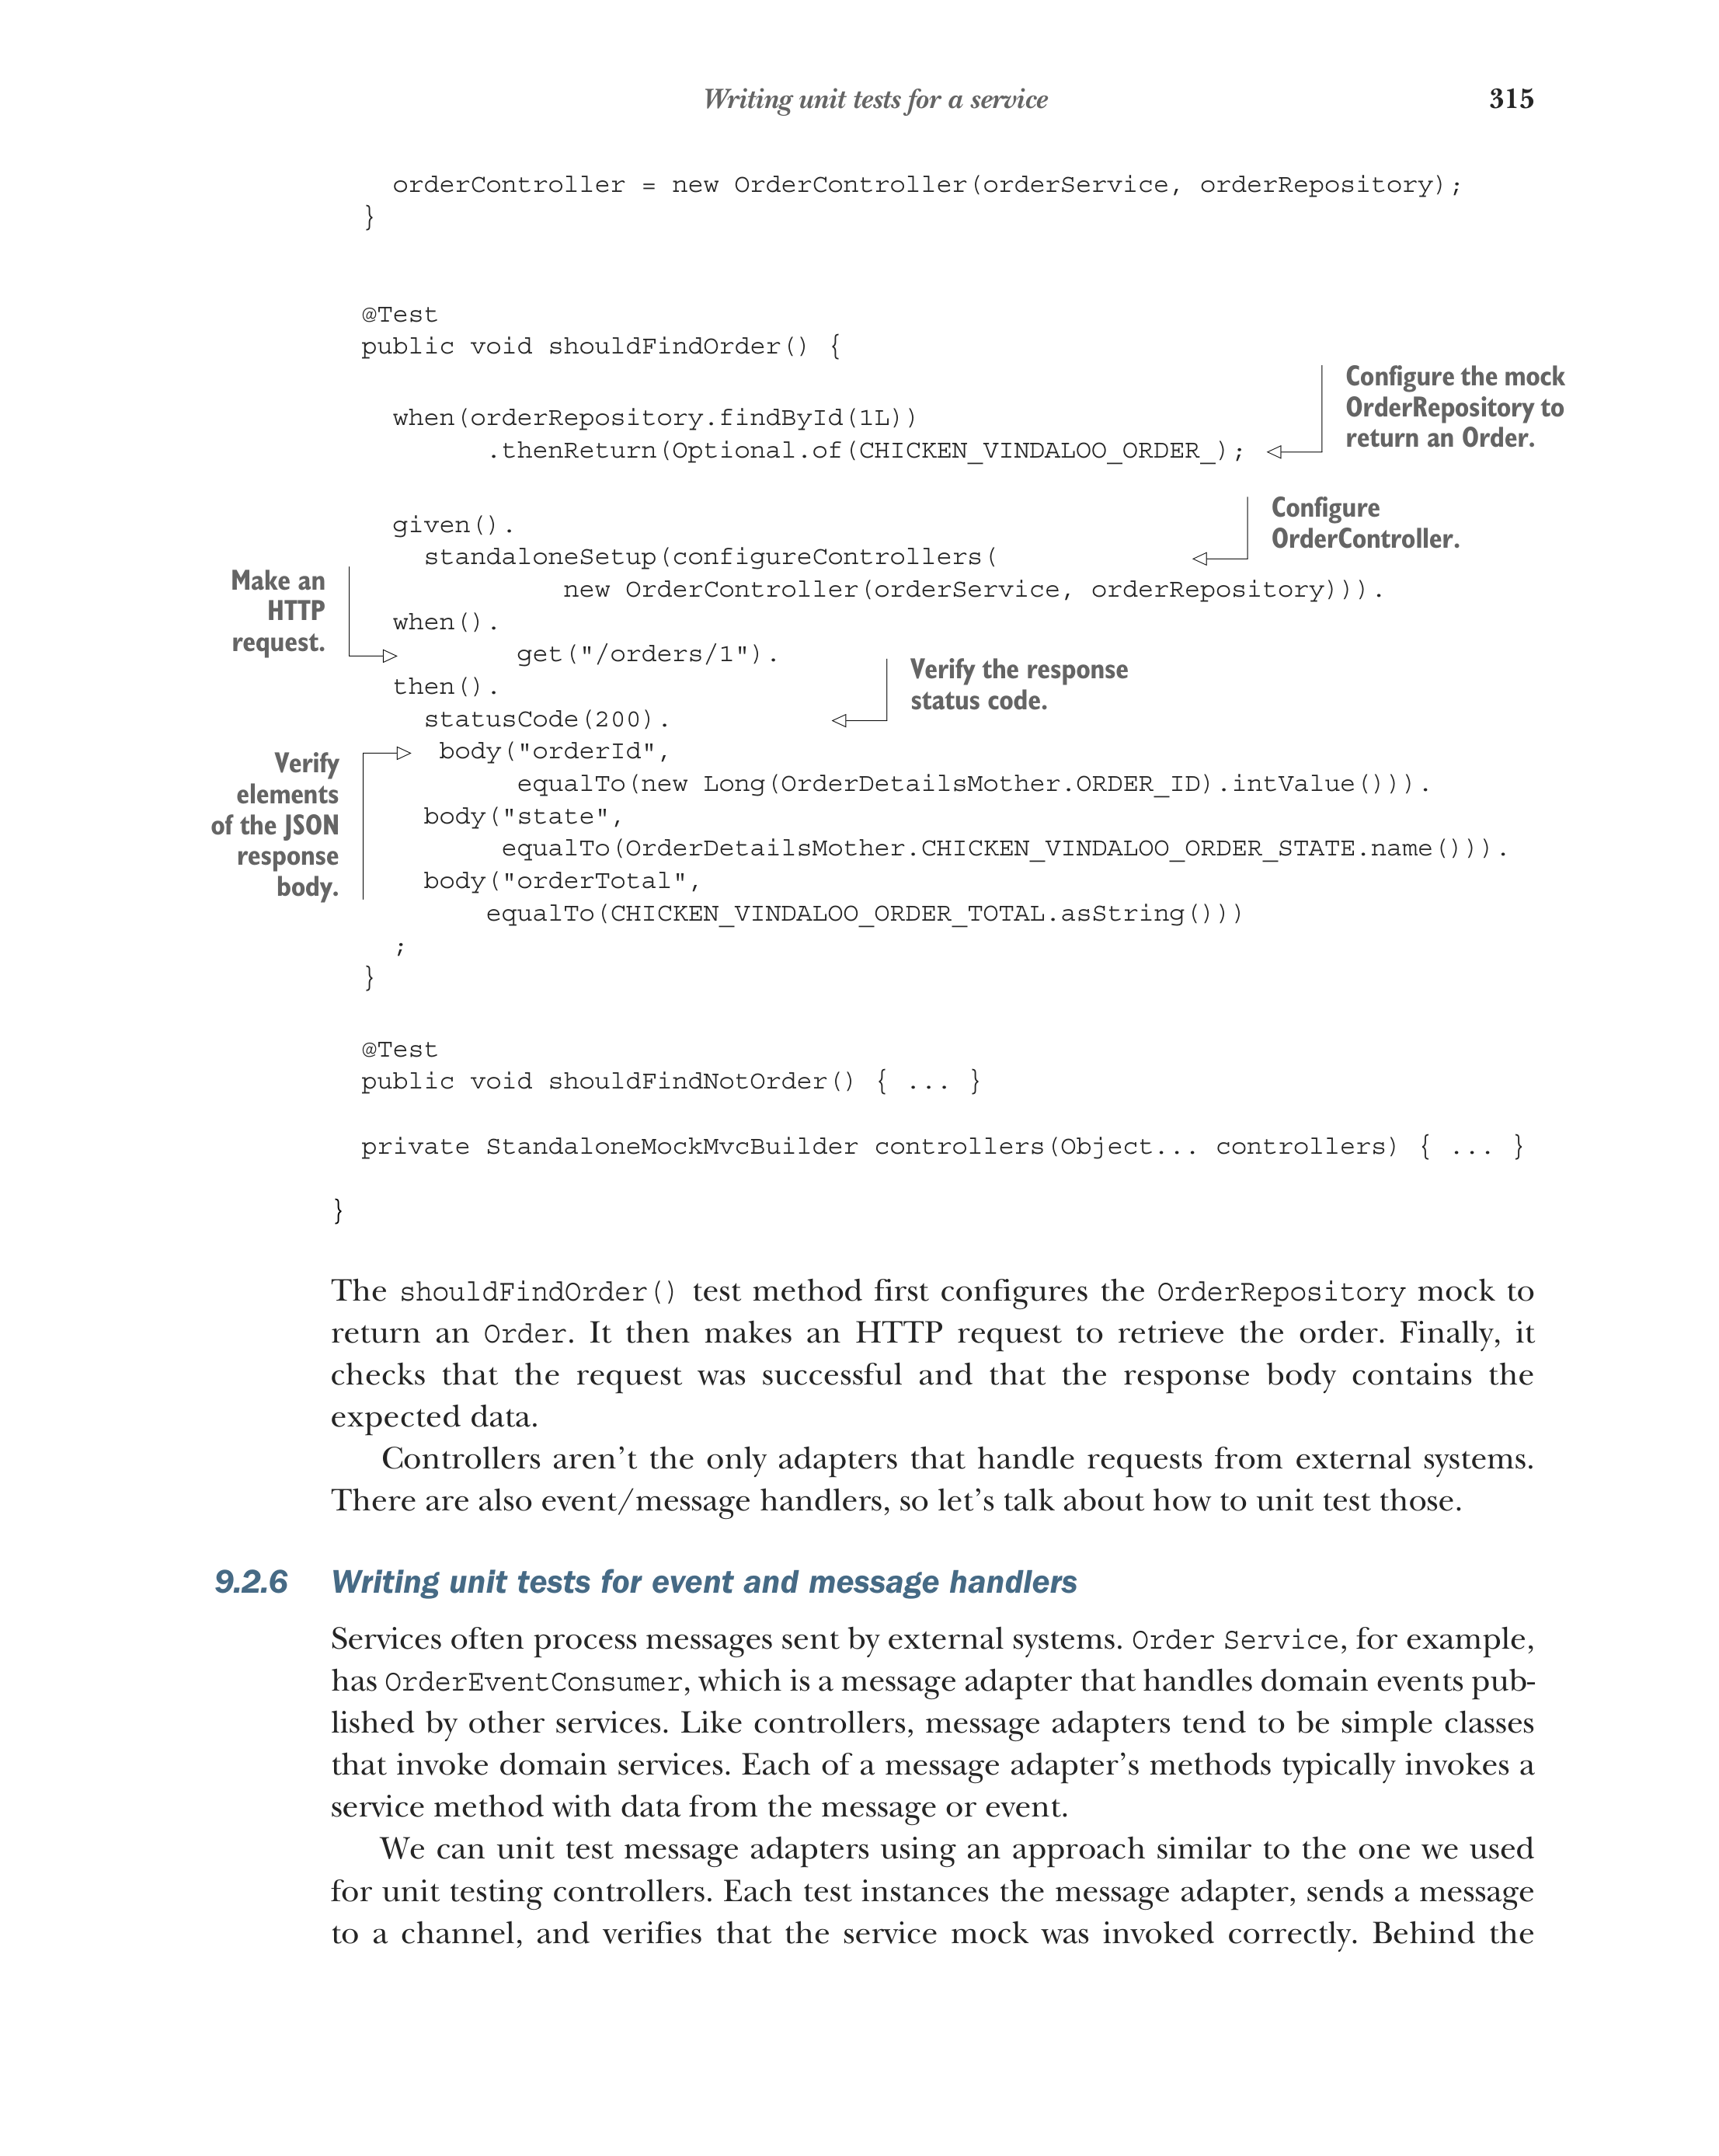 Writing unit tests for a service 315
orderController = new OrderController(orderService, orderRepository);
}
@Test
public void shouldFindOrder() {
Configure the mock
OrderRepository to
return an Order.
when(orderRepository.findById(1L))
.thenReturn(Optional.of(CHICKEN_VINDALOO_ORDER_);
Configure
OrderController.
given().
standaloneSetup(configureControllers(
new OrderController(orderService, orderRepository))).
Make an
HTTP
request.
when().
get("/orders/1").
then().
Verify the response
status code.
statusCode(200).
Verify
elements
of the JSON
response
body.
body("orderId",
equalTo(new Long(OrderDetailsMother.ORDER_ID).intValue())).
body("state",
equalTo(OrderDetailsMother.CHICKEN_VINDALOO_ORDER_STATE.name())).
body("orderTotal",
equalTo(CHICKEN_VINDALOO_ORDER_TOTAL.asString()))
;
}
@Test
public void shouldFindNotOrder() { ... }
private StandaloneMockMvcBuilder controllers(Object... controllers) { ... }
}
The shouldFindOrder() test method first configures the OrderRepository mock to
return an Order. It then makes an HTTP request to retrieve the order. Finally, it
checks that the request was successful and that the response body contains the
expected data.
Controllers aren’t the only adapters that handle requests from external systems.
There are also event/message handlers, so let’s talk about how to unit test those.
9.2.6 Writing unit tests for event and message handlers
Services often process messages sent by external systems. Order Service, for example,
has OrderEventConsumer, which is a message adapter that handles domain events pub-
lished by other services. Like controllers, message adapters tend to be simple classes
that invoke domain services. Each of a message adapter’s methods typically invokes a
service method with data from the message or event.
We can unit test message adapters using an approach similar to the one we used
for unit testing controllers. Each test instances the message adapter, sends a message
to a channel, and verifies that the service mock was invoked correctly. Behind the